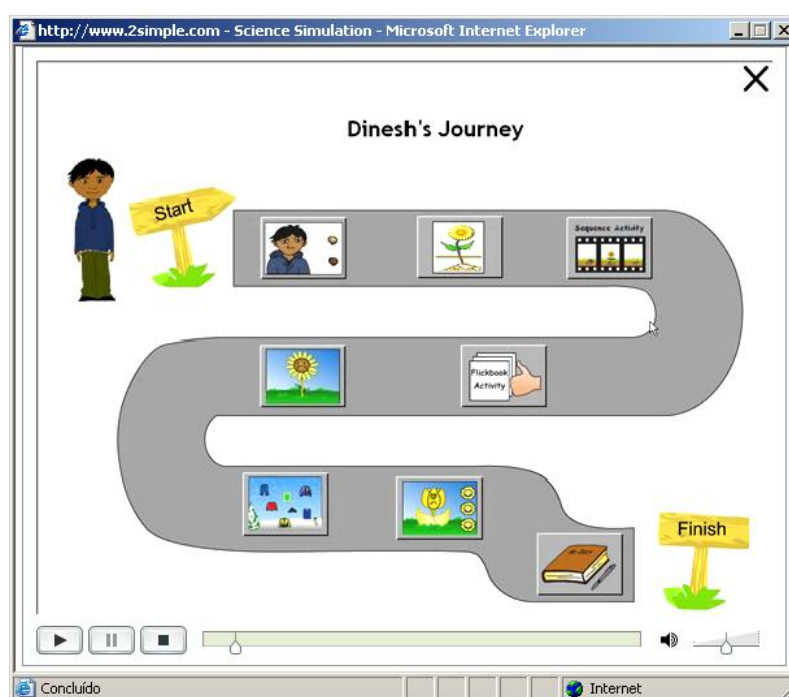 http://www.2simple.com - Science Simulation - Microsoft Internet Explorer
Dinesh's Journey
Start
Sequence Activity
Flickbook
Activity
Finish
Concluído
Internet